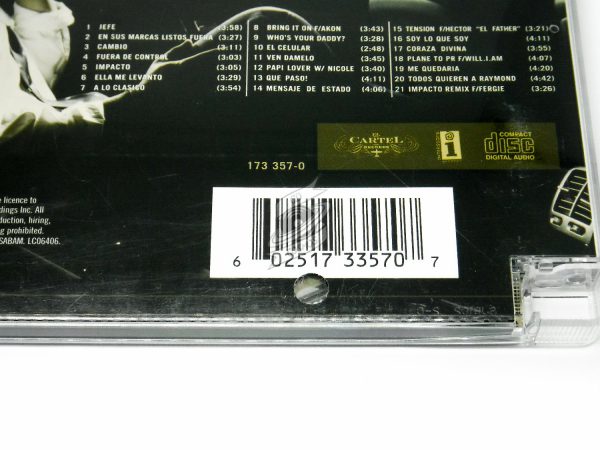 1 JEFE (3:58)
2 EN SUS MARCAS LISTOS FUERA (3:27)
3 CAMBIO (3:11)
4 FUERA DE CONTROL (3:03)
5 IMPACTO (3:05)
6 ELLA ME LEVANTO (3:29)
7 A LO CLASICO (3:54)
8 BRING IT ON F/AKON (3:43)
9 WHO'S YOUR DADDY? (3:28)
10 EL CELULAR (2:48)
11 VEN DAMELO (3:45)
12 PAPI LOVER W/ NICOLE (3:40)
13 QUE PASO! (4:11)
14 MENSAJE DE ESTADO (4:06)
15 TENSION F/HECTOR "EL FATHER" (3:21)
16 SOY LO QUE SOY (4:11)
17 CORAZA DIVINA (3:55)
18 PLANE TO PR F/WILL.I.AM (4:07)
19 ME QUEDARIA (4:20)
20 TODOS QUIEREN A RAYMOND (4:42)
21 IMPACTO REMIX F/FERGIE (3:26)
EL
CARTEL
RECORDS
INTERSCOPE
i
COMPACT
disc
DIGITAL AUDIO
173 357-0
e licence to
dings Inc. All
oduction, hiring,
ng prohibited.
SABAM. LC06406.
6 02517 33570 7